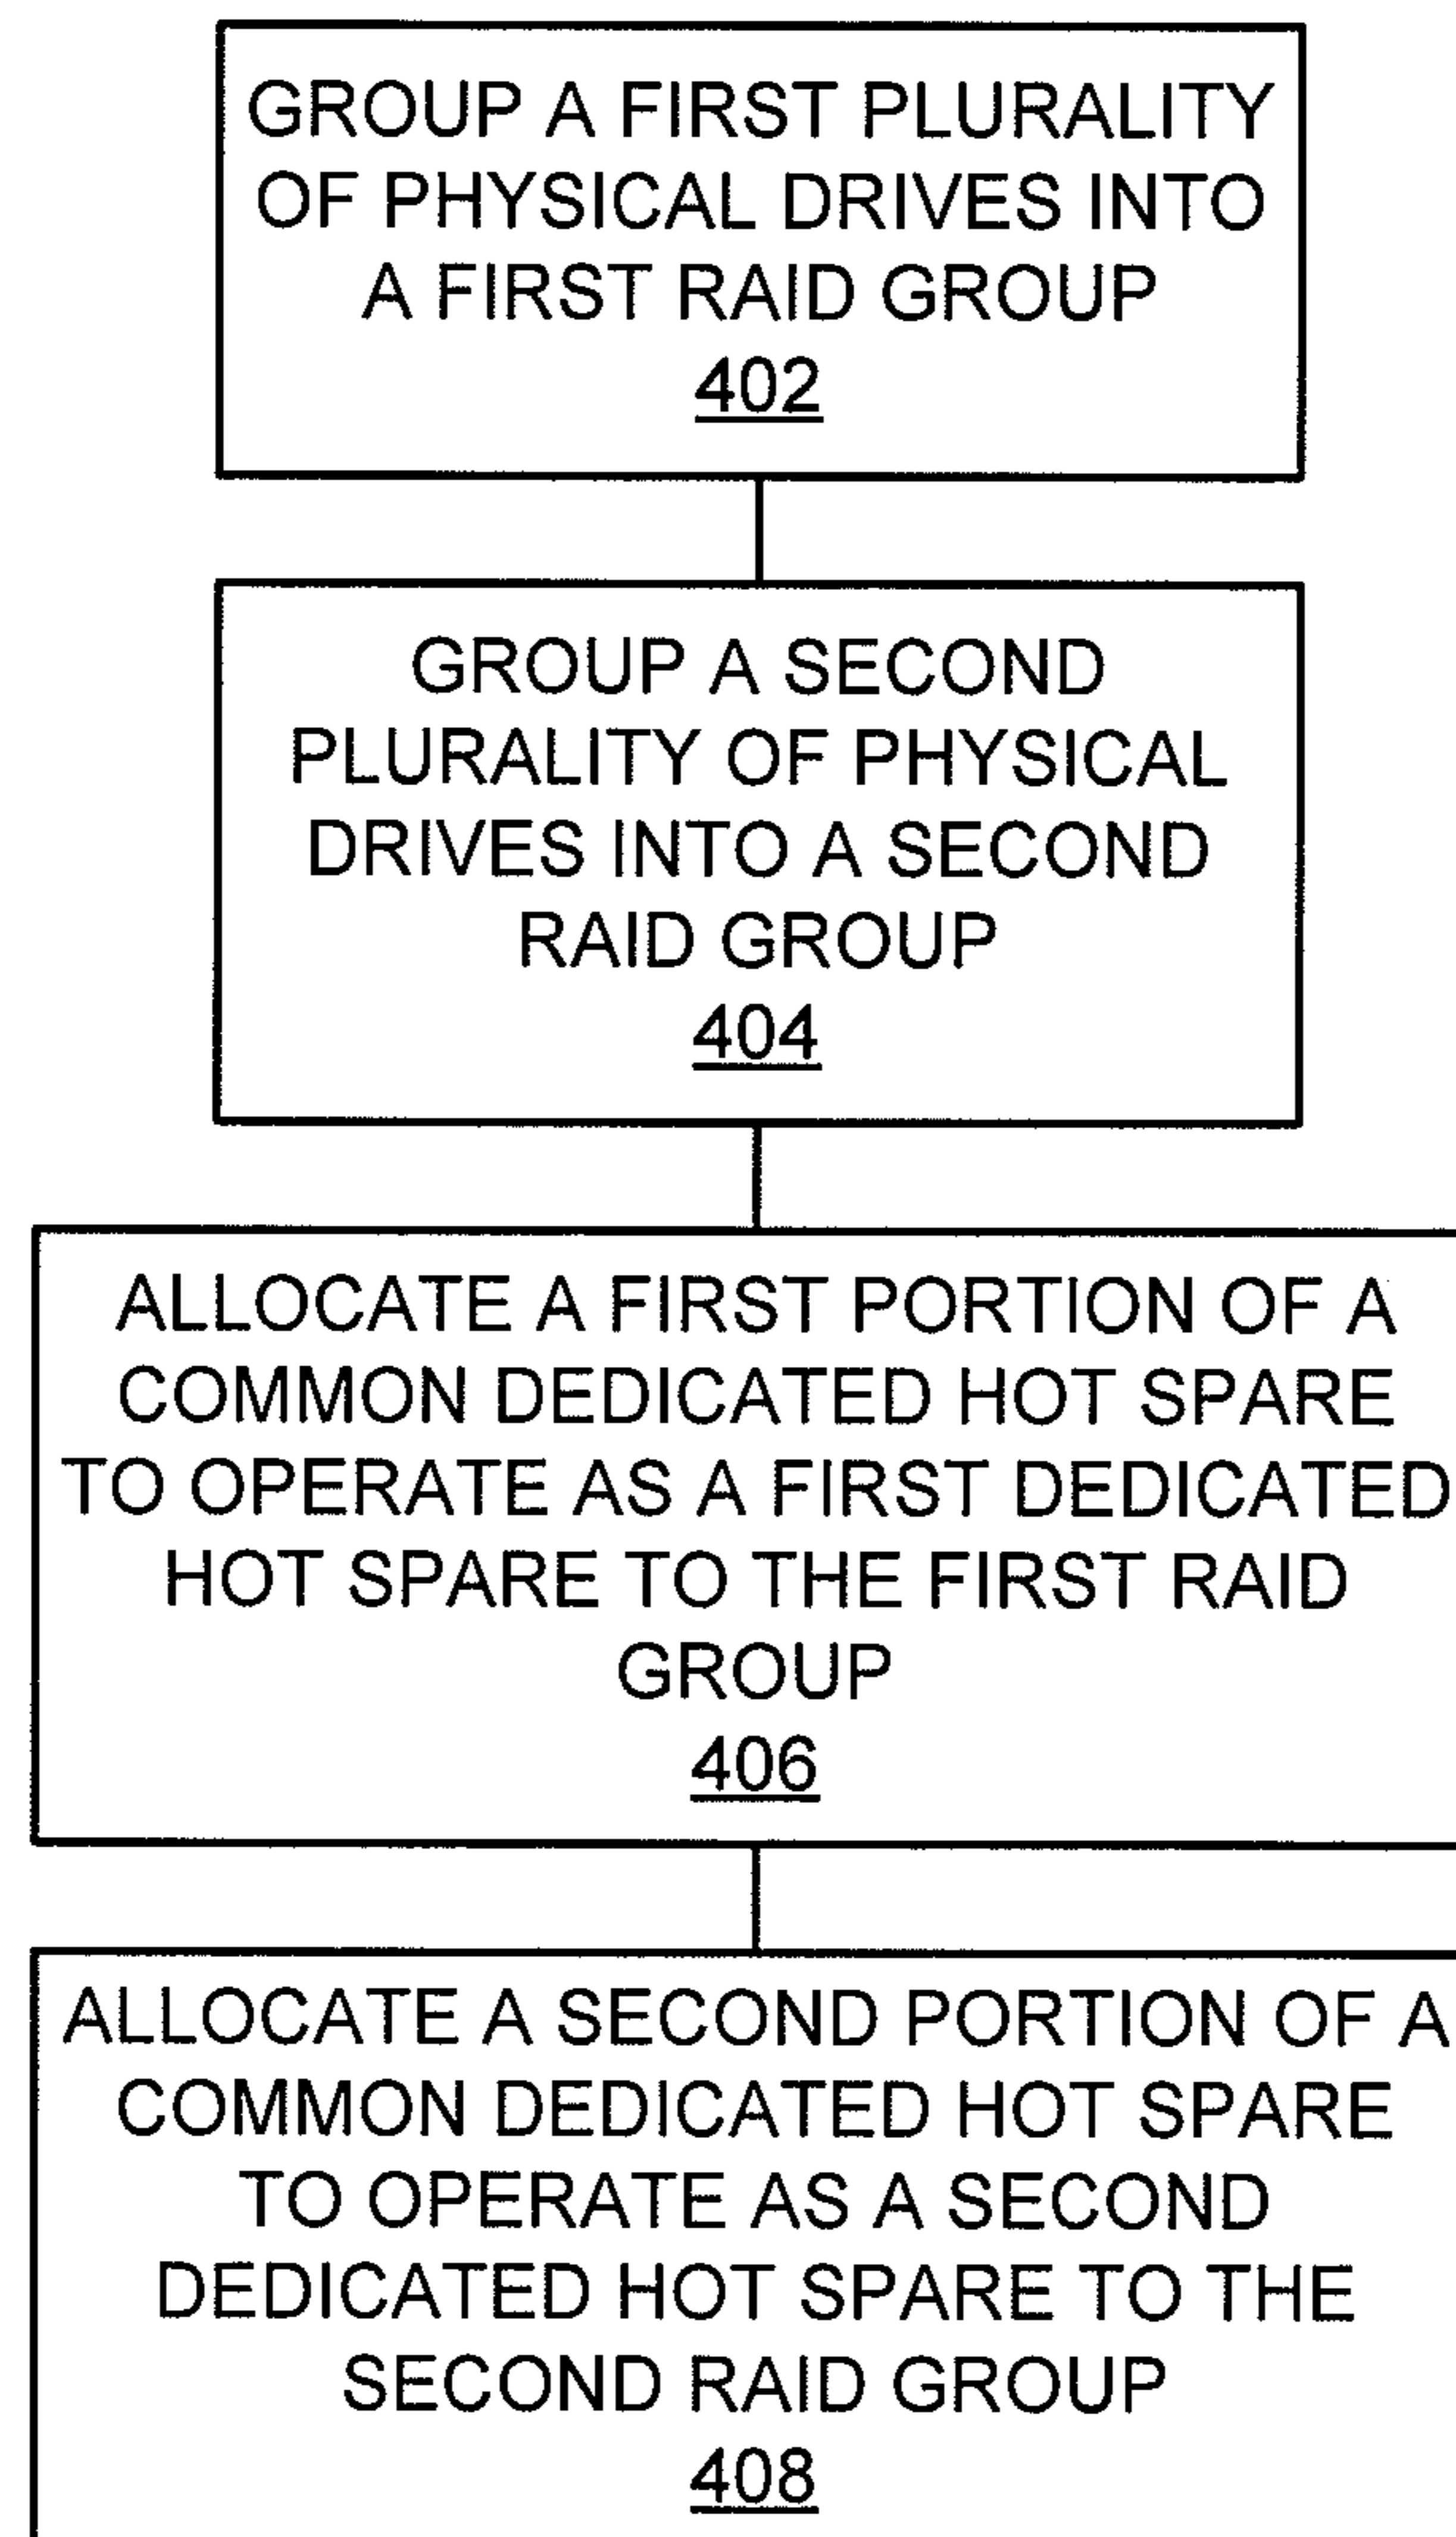 GROUP A FIRST PLURALITY
OF PHYSICAL DRIVES INTO
A FIRST RAID GROUP
402
GROUP A SECOND
PLURALITY OF PHYSICAL
DRIVES INTO A SECOND
RAID GROUP
404
ALLOCATE A FIRST PORTION OF A
COMMON DEDICATED HOT SPARE
TO OPERATE AS A FIRST DEDICATED
HOT SPARE TO THE FIRST RAID
GROUP
406
ALLOCATE A SECOND PORTION OF A
COMMON DEDICATED HOT SPARE
TO OPERATE AS A SECOND
DEDICATED HOT SPARE TO THE
SECOND RAID GROUP
408